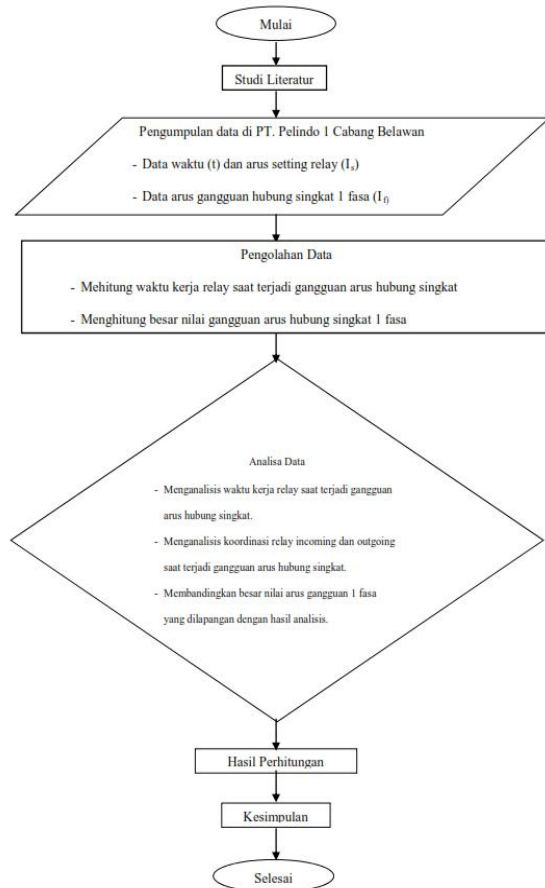 Mulai
Studi Literatur
Pengumpulan data di PT. Pelindo 1 Cabang Belawan
- Data waktu (t) dan arus setting relay (Is)
- Data arus gangguan hubung singkat 1 fasa (If)
Pengolahan Data
- Mehitung waktu kerja relay saat terjadi gangguan arus hubung singkat
- Menghitung besar nilai gangguan arus hubung singkat 1 fasa
Analisa Data
- Menganalisis waktu kerja relay saat terjadi gangguan
arus hubung singkat.
- Menganalisis koordinasi relay incoming dan outgoing
saat terjadi gangguan arus hubung singkat.
- Membandingkan besar nilai arus gangguan 1 fasa
yang dilapangan dengan hasil analisis.
Hasil Perhitungan
Kesimpulan
Selesai